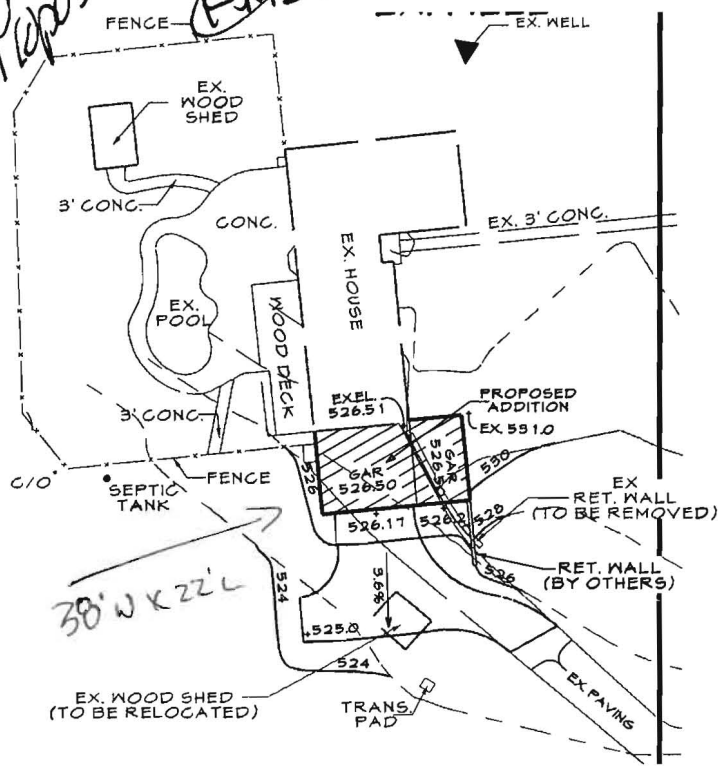 FENCE
EX. WELL
EX.
WOOD
SHED
3' CONC.
CONC.
EX. 3' CONC.
EX. HOUSE
EX.
POOL
WOOD DECK
EX.EL.
526.51
PROPOSED
ADDITION
EX. 531.0
3' CONC.
C/O
SEPTIC
TANK
FENCE
526
GAR
526.50
GAR
530
528
526.17
EX
RET. WALL
(TO BE REMOVED)
526
RET. WALL
(BY OTHERS)
38'W X 22'L
524
3.6%
525.0
524
EX. WOOD SHED
(TO BE RELOCATED)
TRANS.
PAD
EX. PAVING